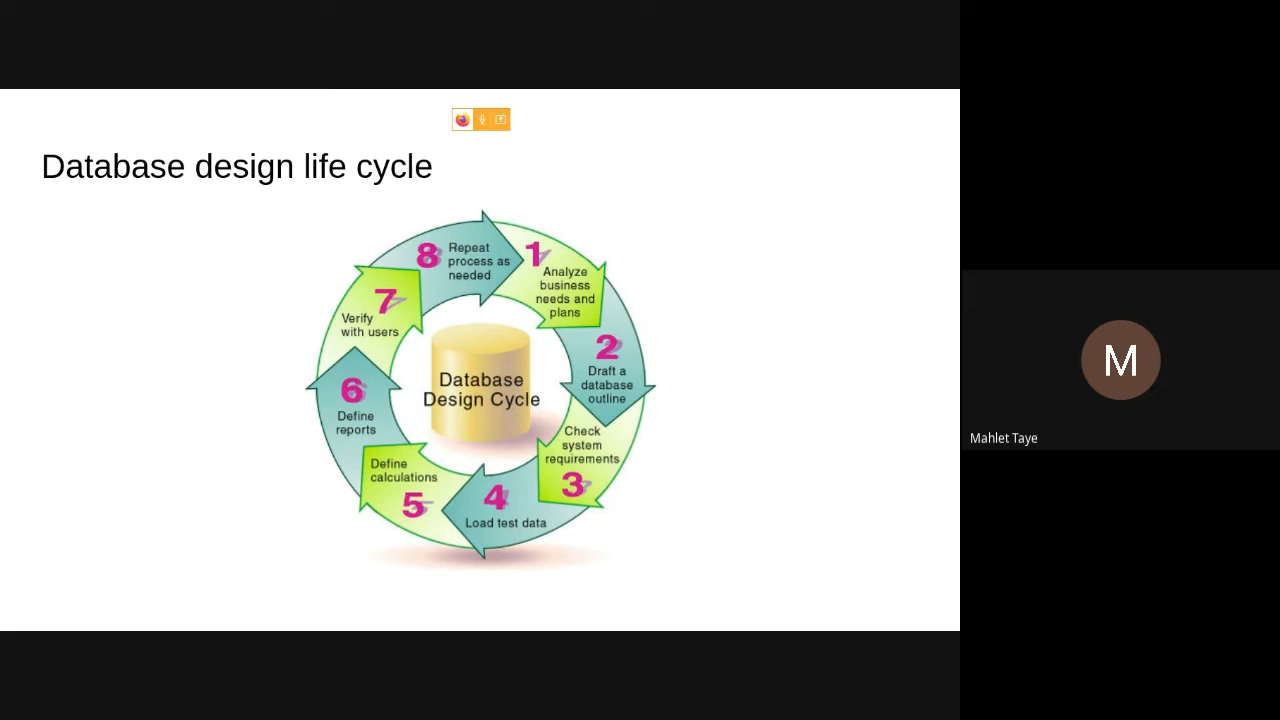 Database design life cycle
8
Repeat
process as
needed
1
Analyze
business
needs and
plans
2
Draft a
database
outline
Check
system
requirements
3
4
Load test data
Define
calculations
5
6
Define
reports
7
Verify
with users
Database
Design Cycle
M
Mahlet Taye